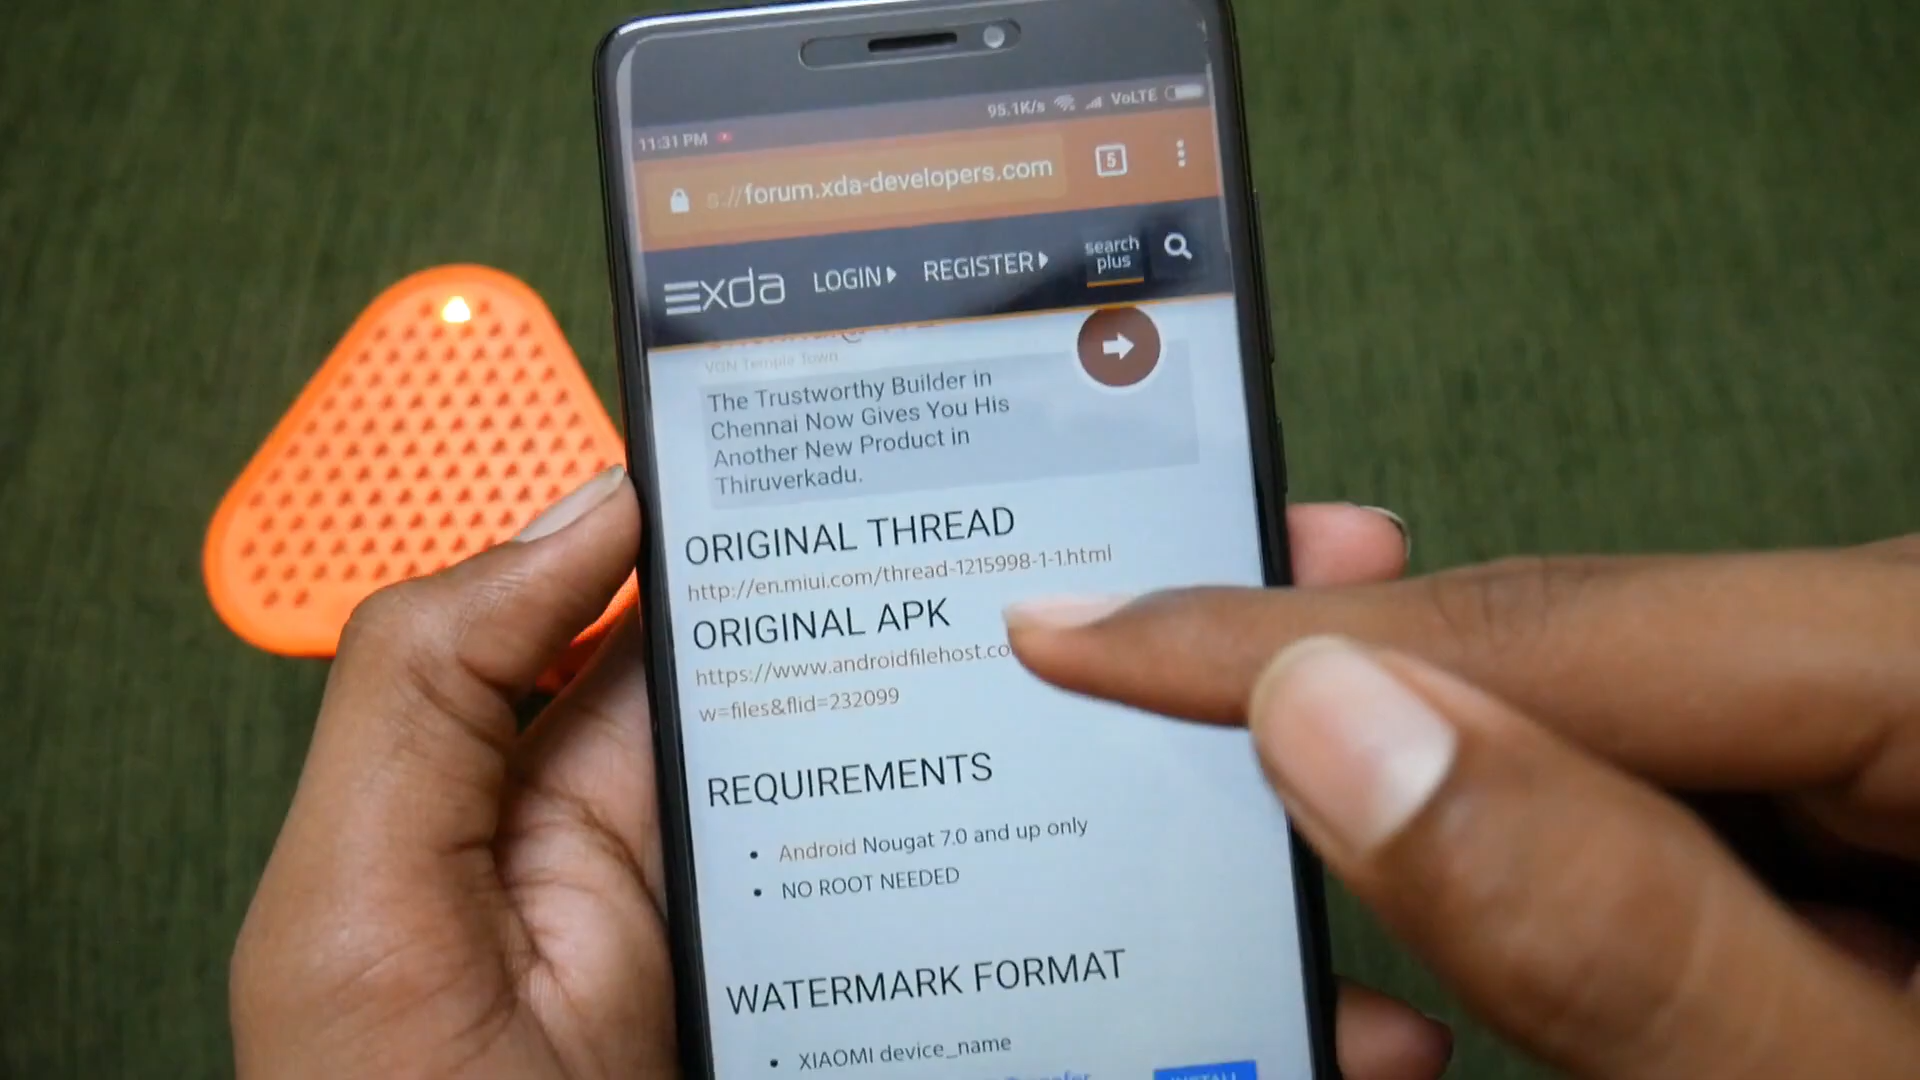 11:31 PM
95.1K/s
VoLTE
s://forum.xda-developers.com
5
xda
LOGIN
REGISTER
search
plus
VGN Temple Town
The Trustworthy Builder in
Chennai Now Gives You His
Another New Product in
Thiruverkadu.
ORIGINAL THREAD
http://en.miui.com/thread-1215998-1-1.html
ORIGINAL APK
https://www.androidfilehost.co
w=files&flid=232099
REQUIREMENTS
• Android Nougat 7.0 and up only
• NO ROOT NEEDED
WATERMARK FORMAT
• XIAOMI device_name